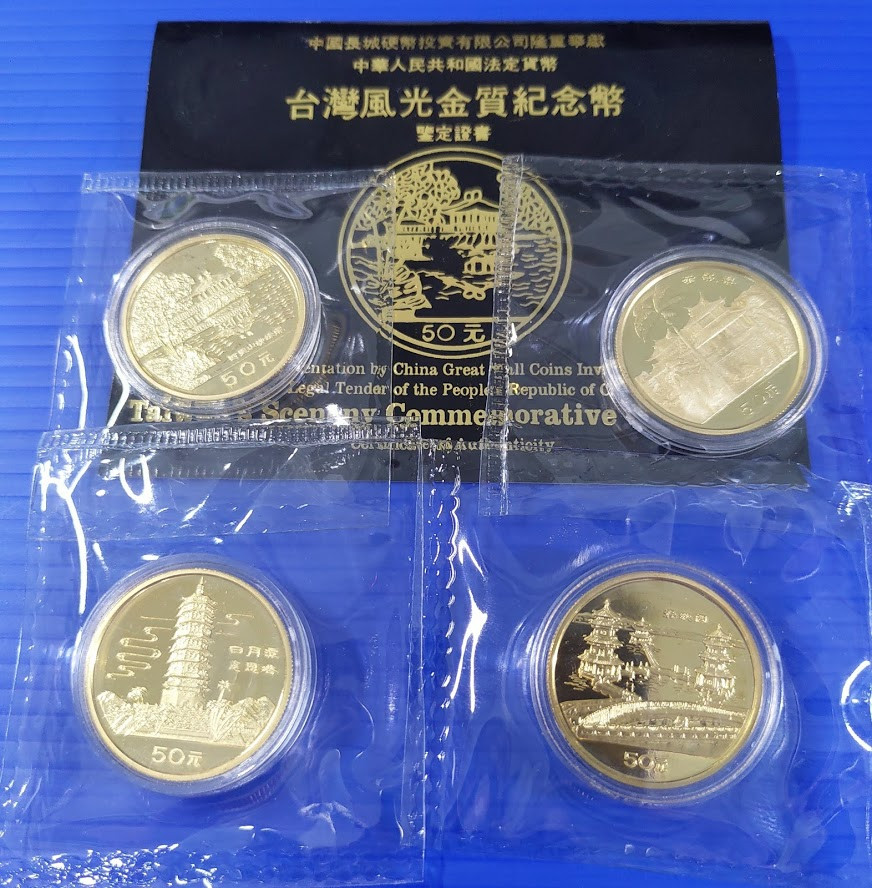 中國長城硬幣投資有限公司隆重奉獻
中華人民共和國法定貨幣
台灣風光金質紀念幣
鑒定證書
50元
entation by China Great Wall Coins Inv
Legal Tender of the People Republic of C
Scenery Commemorative
Certificate of Authenticity
50元
日月潭
慈恩塔
50元
50元